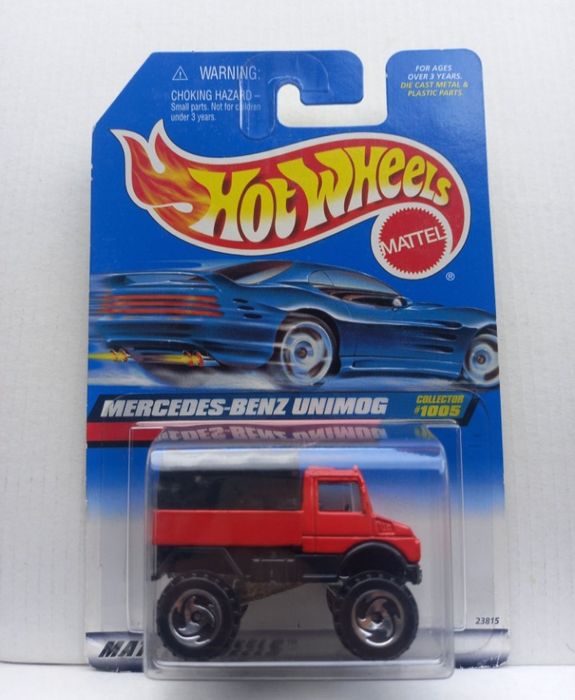 WARNING:
CHOKING HAZARD –
Small parts. Not for children
under 3 years.
FOR AGES
OVER 3 YEARS.
DIE CAST METAL &
PLASTIC PARTS
HOT WHEELS
MATTEL
®
MERCEDES-BENZ UNIMOG
COLLECTOR
#1005
23815
TM